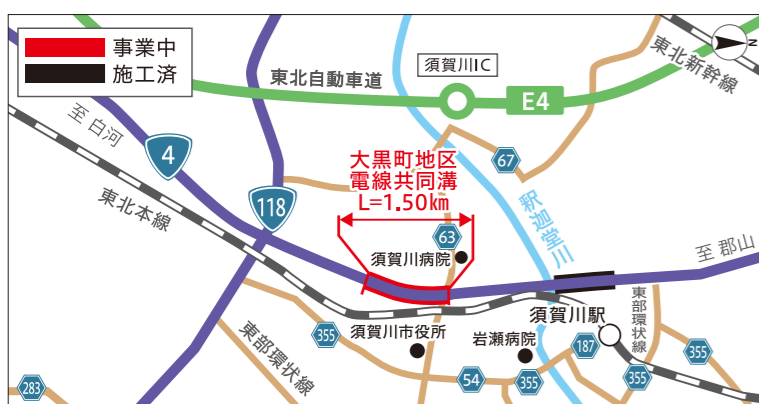 事業中
施工済
東北自動車道
須賀川IC
E4
東北新幹線
N
至 白河
4
東北本線
118
大黒町地区
電線共同溝
L=1.50㎞
67
63
須賀川病院
釈迦堂川
至 郡山
355
須賀川市役所
岩瀬病院
須賀川駅
187
東部環状線
東部環状線
54
355
355
355
283